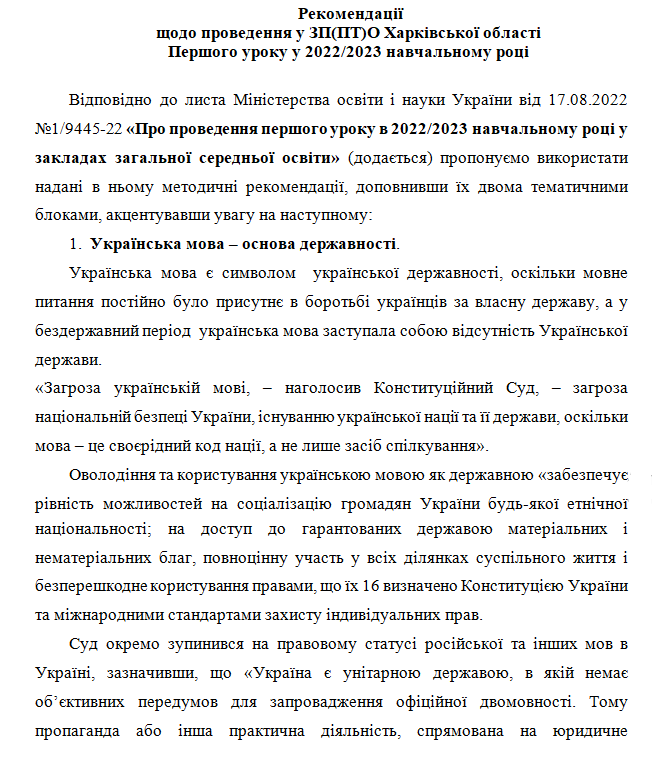 Рекомендації
щодо проведення у ЗП(ПТ)О Харківської області
Першого уроку у 2022/2023 навчальному році
Відповідно до листа Міністерства освіти і науки України від 17.08.2022
№1/9445-22 «Про проведення першого уроку в 2022/2023 навчальному році у
закладах загальної середньої освіти» (додається) пропонуємо використати
надані в ньому методичні рекомендації, доповнивши їх двома тематичними
блоками, акцентувавши увагу на наступному:
1. Українська мова – основа державності.
Українська мова є символом української державності, оскільки мовне
питання постійно було присутнє в боротьбі українців за власну державу, а у
бездержавний період українська мова заступала собою відсутність Української
держави.
«Загроза українській мові, – наголосив Конституційний Суд, – загроза
національній безпеці України, існуванню української нації та її держави, оскільки
мова – це своєрідний код нації, а не лише засіб спілкування».
Оволодіння та користування українською мовою як державною «забезпечує
рівність можливостей на соціалізацію громадян України будь-якої етнічної
національності; на доступ до гарантованих державою матеріальних і
нематеріальних благ, повноцінну участь у всіх ділянках суспільного життя і
безперешкодне користування правами, що їх 16 визначено Конституцією України
та міжнародними стандартами захисту індивідуальних прав.
Суд окремо зупинився на правовому статусі російської та інших мов в
Україні, зазначивши, що «Україна є унітарною державою, в якій немає
об’єктивних передумов для запровадження офіційної двомовності. Тому
пропаганда або інша практична діяльність, спрямована на юридичне